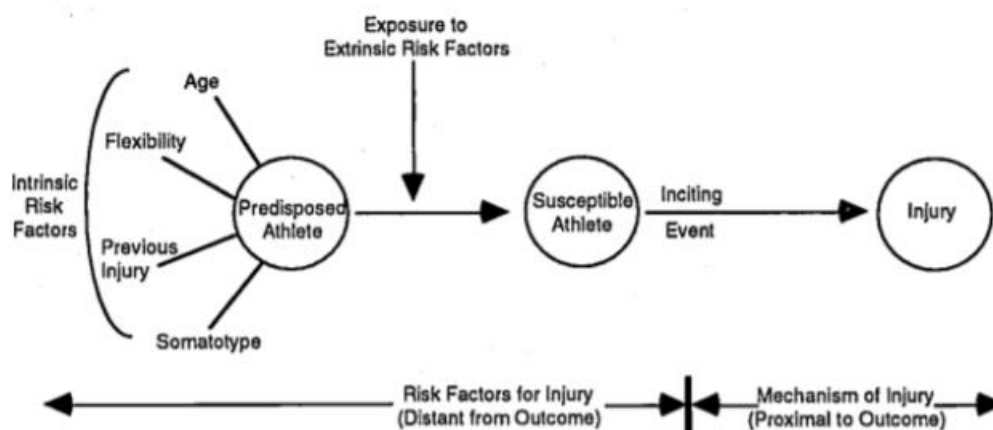 Exposure to
Extrinsic Risk Factors
Age
Flexibility
Intrinsic
Risk
Factors
Previous
Injury
Somatotype
Predisposed
Athlete
Susceptible
Athlete
Inciting
Event
Injury
Risk Factors for Injury
(Distant from Outcome)
Mechanism of Injury
(Proximal to Outcome)